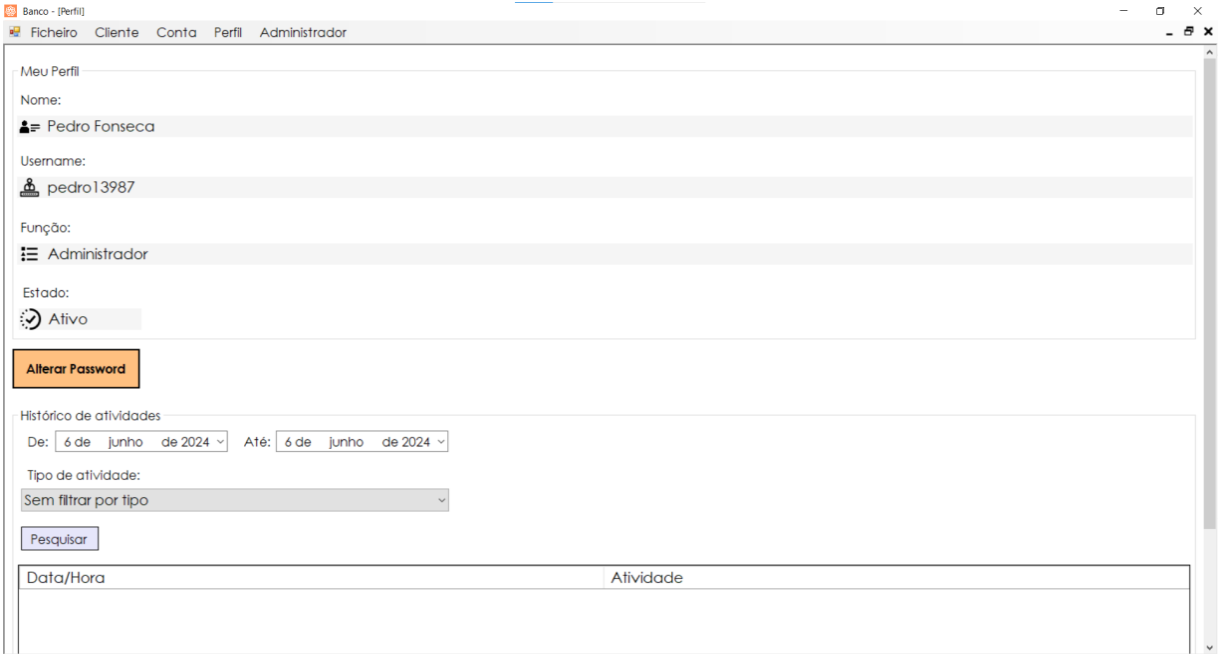 Banco - [Perfil]
Ficheiro Cliente Conta Perfil Administrador
Meu Perfil
Nome:
Pedro Fonseca
Username:
pedro13987
Função:
Administrador
Estado:
Ativo
Alterar Password
Histórico de atividades
De: 6 de junho de 2024 Até: 6 de junho de 2024
Tipo de atividade:
Sem filtrar por tipo
Pesquisar
Data/Hora Atividade